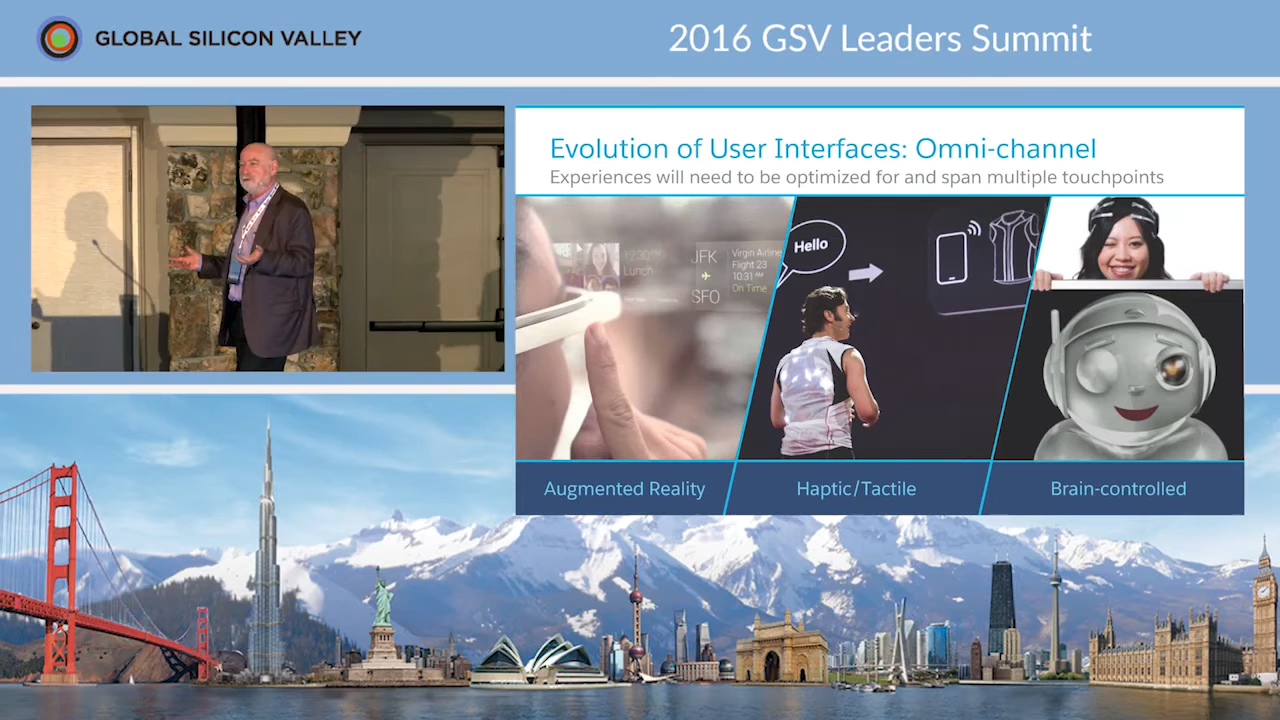 GLOBAL SILICON VALLEY
2016 GSV Leaders Summit
Evolution of User Interfaces: Omni-channel
Experiences will need to be optimized for and span multiple touchpoints
12:30 PM
Lunch
JFK
SFO
Virgin Airline
Flight 23
10:31 AM
On Time
Hello
Augmented Reality
Haptic/Tactile
Brain-controlled